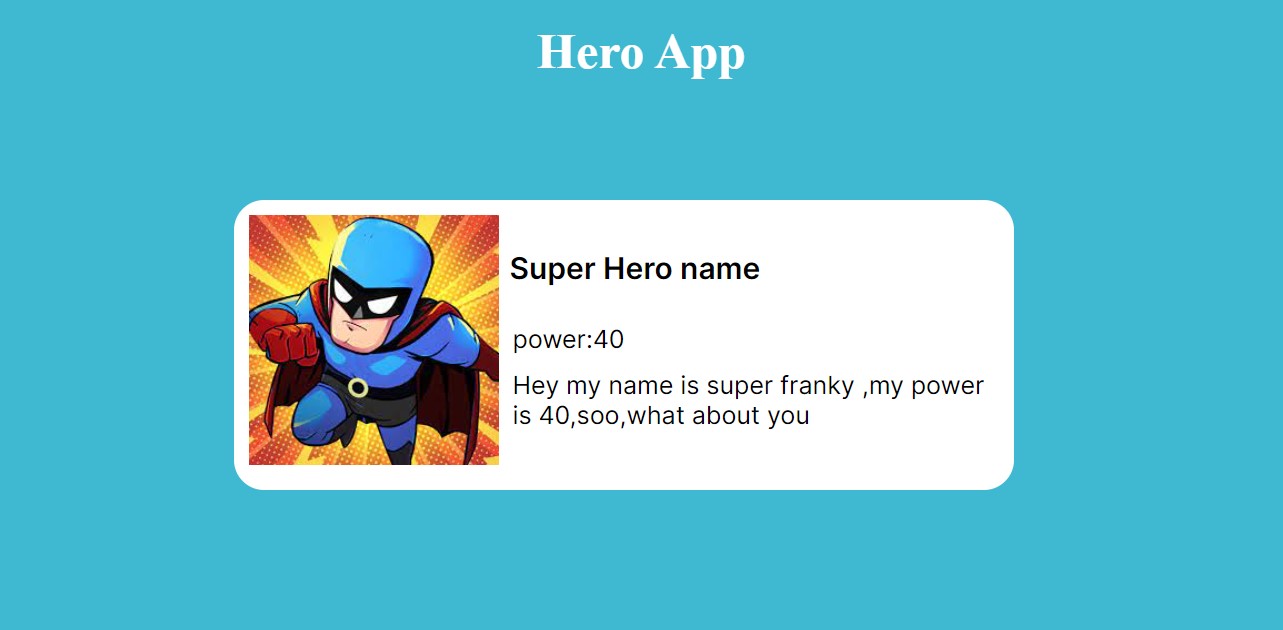 Hero App
Super Hero name
power:40
Hey my name is super franky ,my power
is 40,soo,what about you